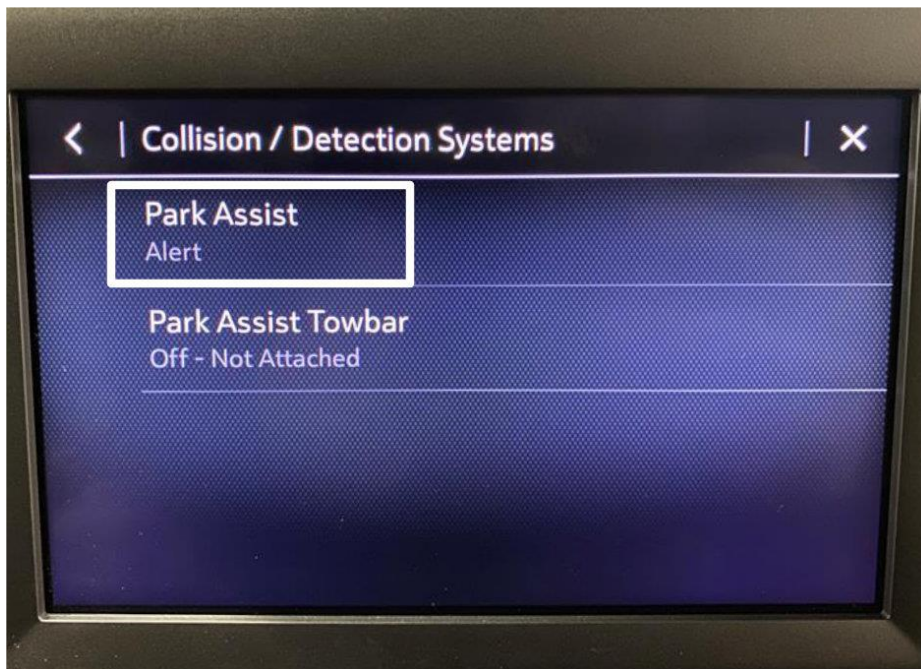 Collision / Detection Systems
Park Assist
Alert
Park Assist Towbar
Off - Not Attached